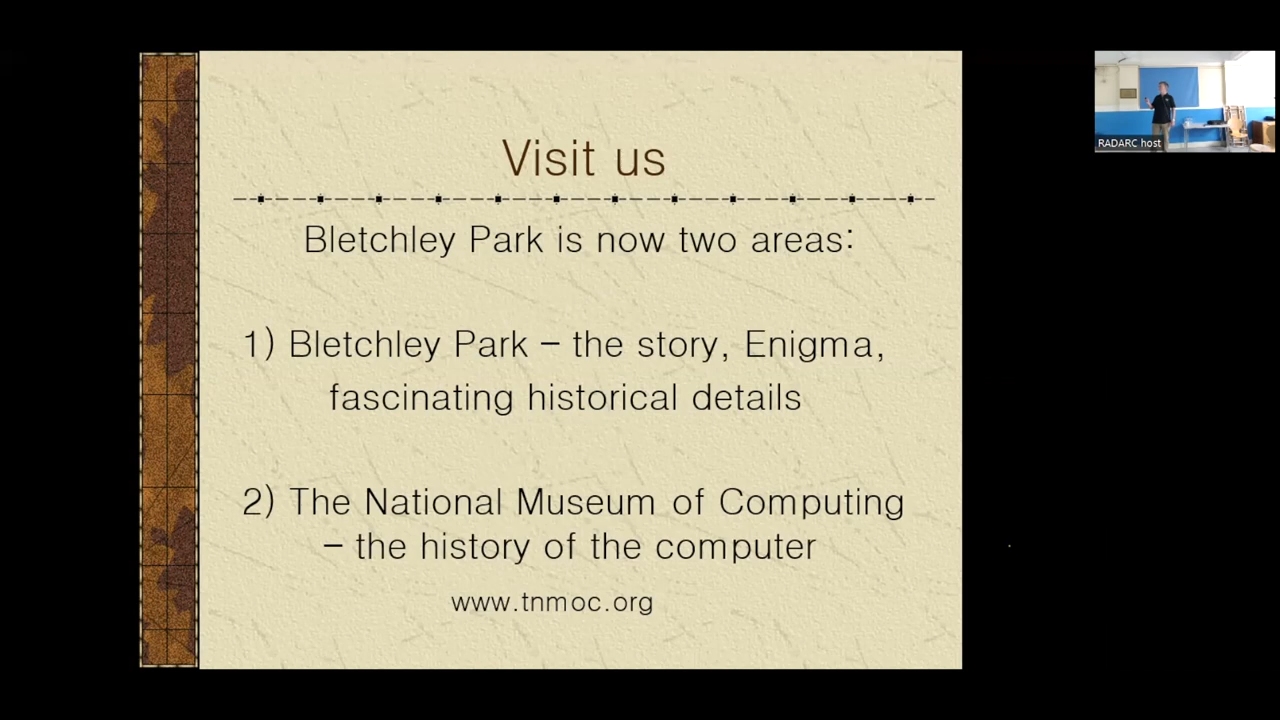 Visit us
Bletchley Park is now two areas:
1) Bletchley Park – the story, Enigma,
fascinating historical details
2) The National Museum of Computing
– the history of the computer
www.tnmoc.org
RADARC host